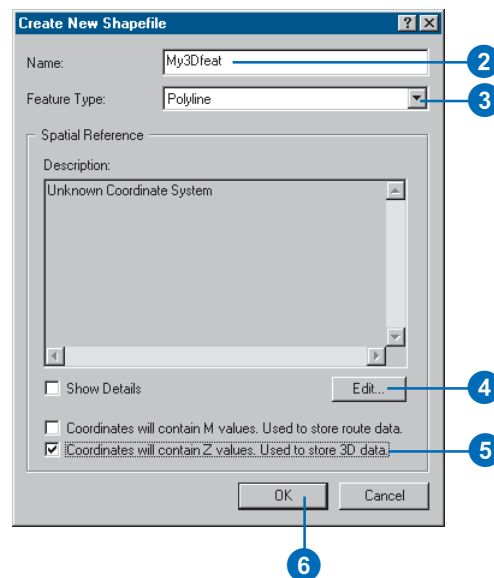 Create New Shapefile
Name: My3Dfeat 2
Feature Type: Polyline 3
Spatial Reference
Description:
Unknown Coordinate System
Show Details Edit... 4
Coordinates will contain M values. Used to store route data.
Coordinates will contain Z values. Used to store 3D data. 5
OK Cancel
6